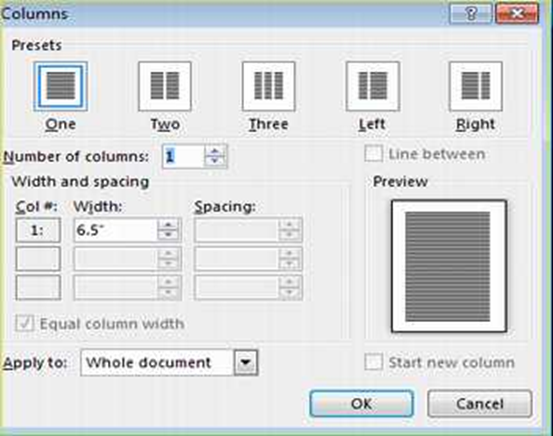 Columns
Presets
One Two Three Left Right
Number of columns: 1 Line between
Width and spacing Preview
Col #: Width: Spacing:
1: 6.5"
Equal column width
Apply to: Whole document Start new column
OK Cancel